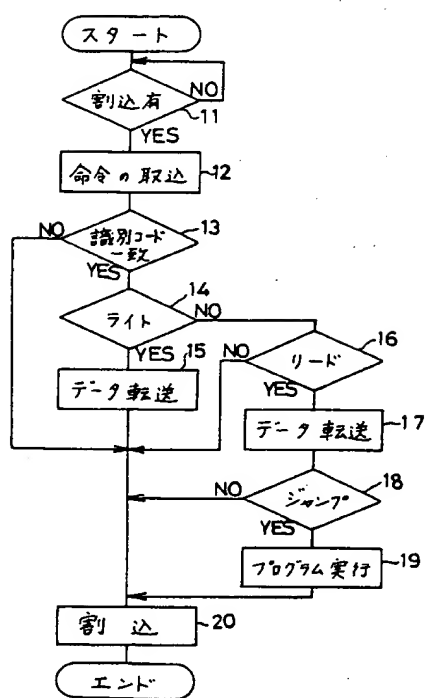 スタート
NO
割込有
11
YES
命令の取込
12
13
NO
識別コード
一致
YES
14
NO
ライト
16
YES
15
NO
リード
データ転送
YES
データ転送
17
NO
18
ジャンプ
YES
プログラム実行
19
割込
20
エンド